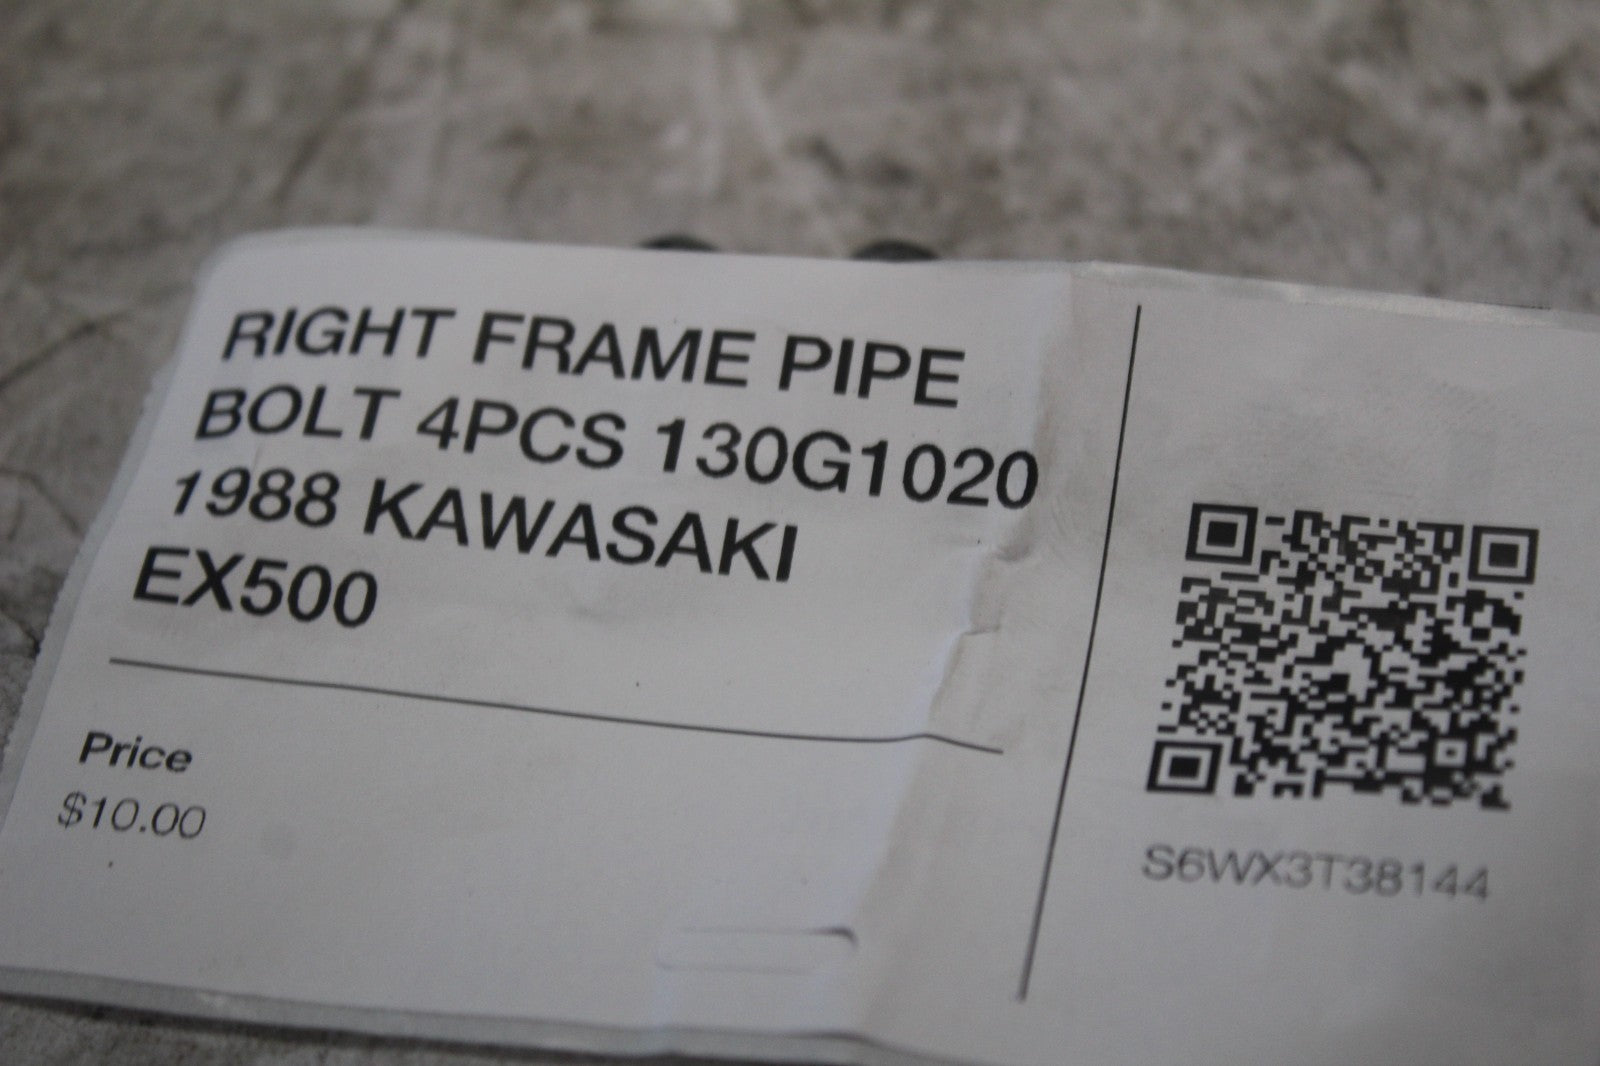 RIGHT FRAME PIPE
BOLT 4PCS 130G1020
1988 KAWASAKI
EX500
Price
$10.00
S6WX3T38144